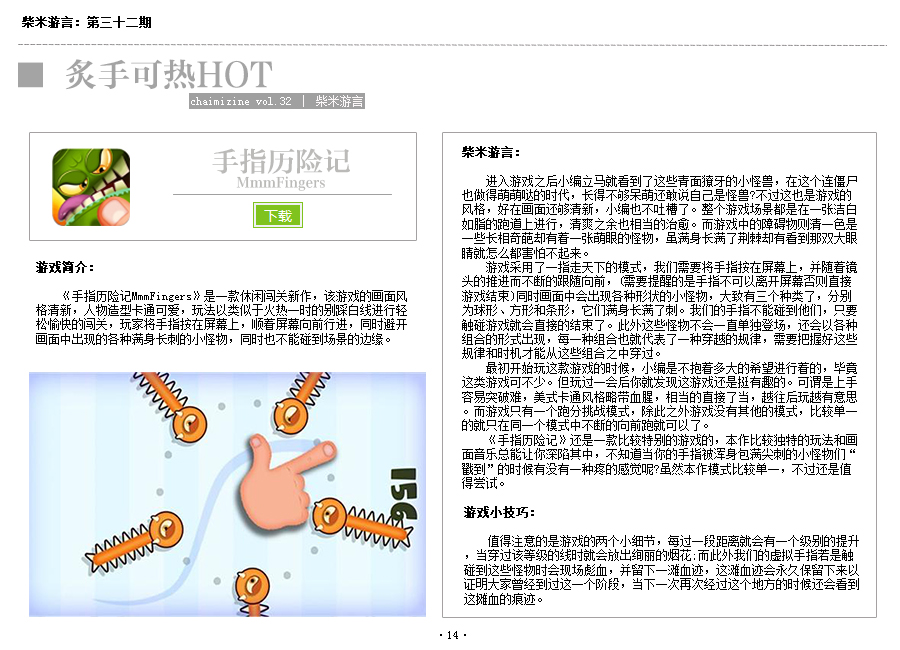 柴米游言：第三十二期
炙手可热HOT
chaimizine vol.32 ｜ 柴米游言
手指历险记
MmmFingers
下载
游戏简介：
《手指历险记MmmFingers》是一款休闲闯关新作，该游戏的画面风
格清新，人物造型卡通可爱，玩法以类似于火热一时的别踩白线进行轻
松愉快的闯关，玩家将手指按在屏幕上，顺着屏幕向前行进，同时避开
画面中出现的各种满身长刺的小怪物，同时也不能碰到场景的边缘。
156
柴米游言：
进入游戏之后小编立马就看到了这些青面獠牙的小怪兽，在这个连僵尸
也做得萌萌哒的时代，长得不够呆萌还敢说自己是怪兽?不过这也是游戏的
风格，好在画面还够清新，小编也不吐槽了。整个游戏场景都是在一张洁白
如脂的跑道上进行，清爽之余也相当的治愈。而游戏中的障碍物则清一色是
一些长相奇葩却有着一张萌眼的怪物，虽满身长满了荆棘却有看到那双大眼
睛就怎么都害怕不起来。
游戏采用了一指走天下的模式，我们需要将手指按在屏幕上，并随着镜
头的推进而不断的跟随向前，(需要提醒的是手指不可以离开屏幕否则直接
游戏结束)同时画面中会出现各种形状的小怪物，大致有三个种类了，分别
为球形、方形和条形，它们满身长满了刺。我们的手指不能碰到他们，只要
触碰游戏就会直接的结束了。此外这些怪物不会一直单独登场，还会以各种
组合的形式出现，每一种组合也就代表了一种穿越的规律，需要把握好这些
规律和时机才能从这些组合之中穿过。
最初开始玩这款游戏的时候，小编是不抱着多大的希望进行着的，毕竟
这类游戏可不少。但玩过一会后你就发现这游戏还是挺有趣的。可谓是上手
容易突破难，美式卡通风格略带血腥，相当的直接了当，越往后玩越有意思
。而游戏只有一个跑分挑战模式，除此之外游戏没有其他的模式，比较单一
的就只在同一个模式中不断的向前跑就可以了。
《手指历险记》还是一款比较特别的游戏的，本作比较独特的玩法和画
面音乐总能让你深陷其中，不知道当你的手指被浑身包满尖刺的小怪物们“
戳到”的时候有没有一种疼的感觉呢?虽然本作模式比较单一，不过还是值
得尝试。
游戏小技巧：
值得注意的是游戏的两个小细节，每过一段距离就会有一个级别的提升
，当穿过该等级的线时就会放出绚丽的烟花;而此外我们的虚拟手指若是触
碰到这些怪物时会现场彪血，并留下一滩血迹，这滩血迹会永久保留下来以
证明大家曾经到过这一个阶段，当下一次再次经过这个地方的时候还会看到
这摊血的痕迹。
·14·